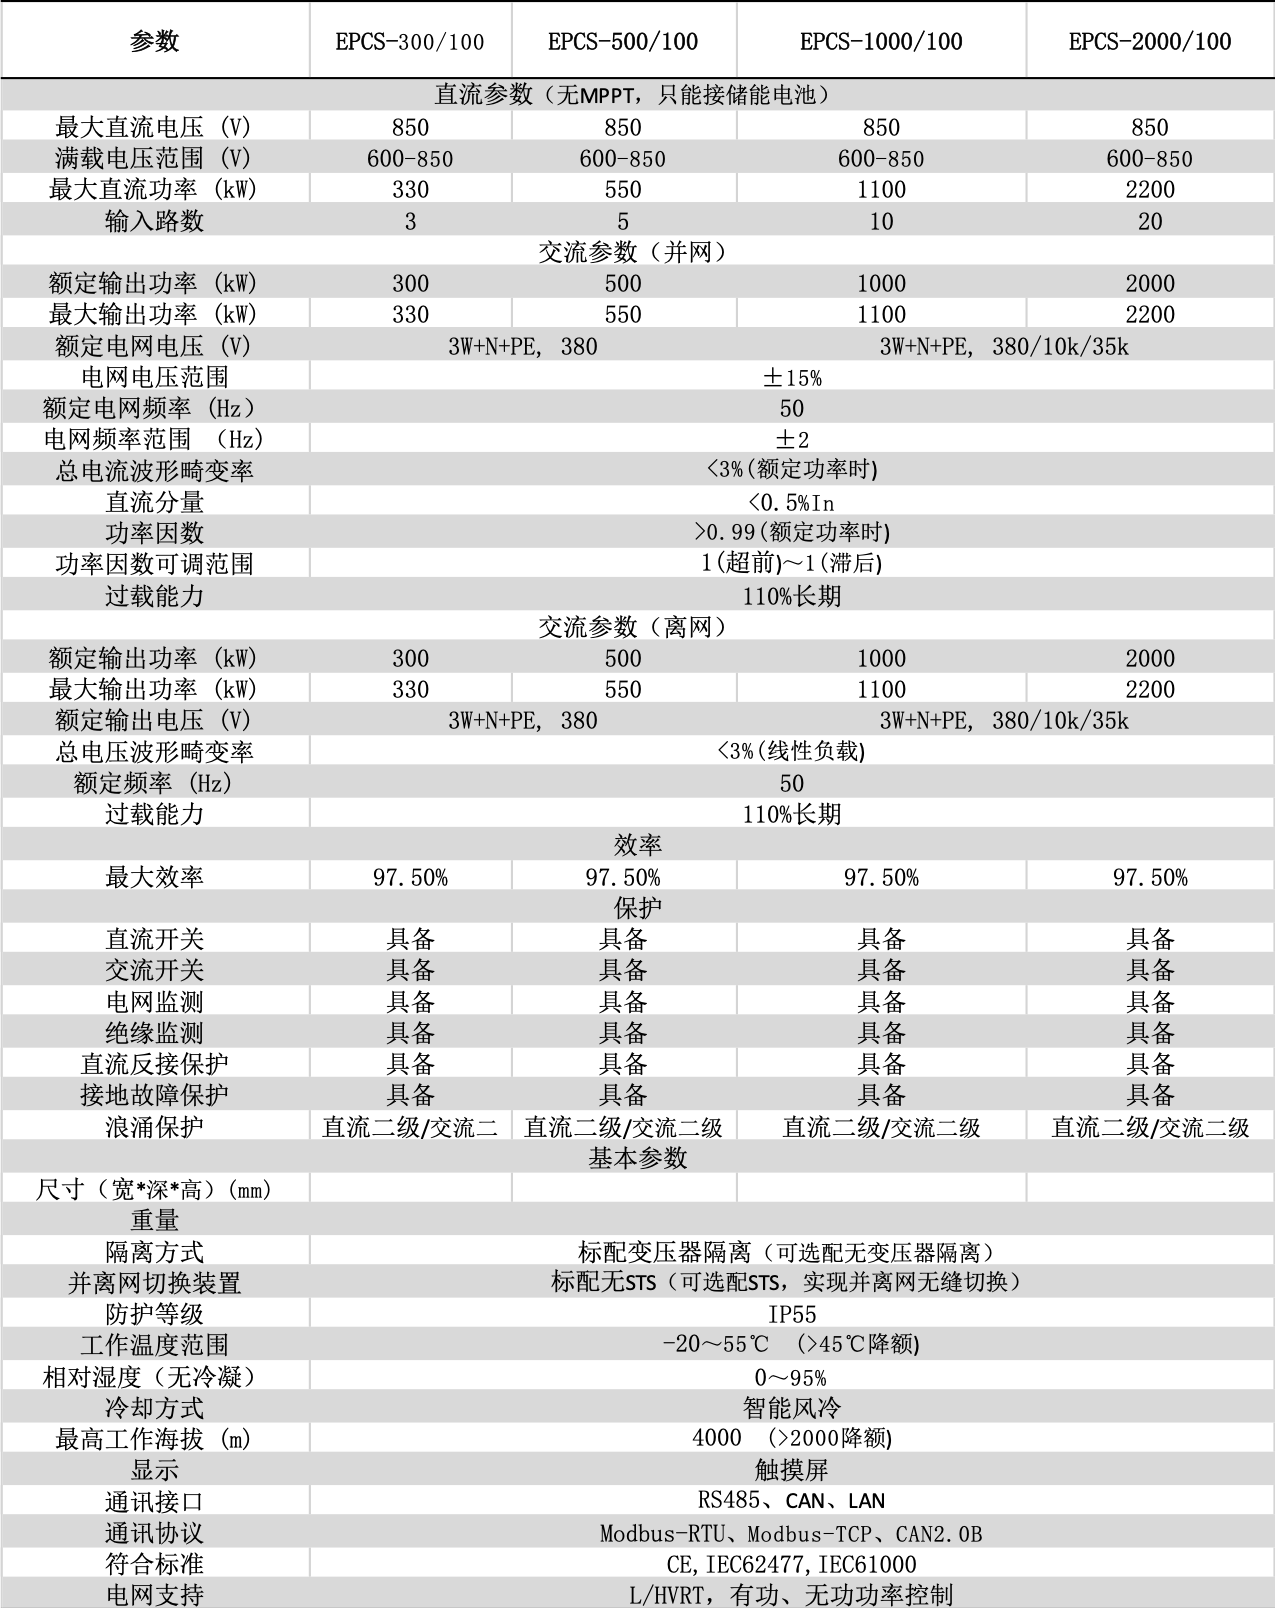 参数 EPCS-300/100 EPCS-500/100 EPCS-1000/100 EPCS-2000/100
直流参数（无MPPT，只能接储能电池）
最大直流电压 (V) 850 850 850 850
满载电压范围 (V) 600-850 600-850 600-850 600-850
最大直流功率 (kW) 330 550 1100 2200
输入路数 3 5 10 20
交流参数（并网）
额定输出功率 (kW) 300 500 1000 2000
最大输出功率 (kW) 330 550 1100 2200
额定电网电压 (V) 3W+N+PE, 380 3W+N+PE, 380/10k/35k
电网电压范围 ±15%
额定电网频率 (Hz） 50
电网频率范围 （Hz) ±2
总电流波形畸变率 <3%(额定功率时)
直流分量 <0.5%In
功率因数 >0.99(额定功率时)
功率因数可调范围 1(超前)～1(滞后)
过载能力 110%长期
交流参数（离网）
额定输出功率 (kW) 300 500 1000 2000
最大输出功率 (kW) 330 550 1100 2200
额定输出电压 (V) 3W+N+PE, 380 3W+N+PE, 380/10k/35k
总电压波形畸变率 <3%(线性负载)
额定频率 (Hz) 50
过载能力 110%长期
效率
最大效率 97.50% 97.50% 97.50% 97.50%
保护
直流开关 具备 具备 具备 具备
交流开关 具备 具备 具备 具备
电网监测 具备 具备 具备 具备
绝缘监测 具备 具备 具备 具备
直流反接保护 具备 具备 具备 具备
接地故障保护 具备 具备 具备 具备
浪涌保护 直流二级/交流二 直流二级/交流二级 直流二级/交流二级 直流二级/交流二级
基本参数
尺寸（宽*深*高）(mm)
重量
隔离方式 标配变压器隔离（可选配无变压器隔离）
并离网切换装置 标配无STS（可选配STS，实现并离网无缝切换）
防护等级 IP55
工作温度范围 -20～55℃ (>45℃降额)
相对湿度（无冷凝） 0～95%
冷却方式 智能风冷
最高工作海拔 (m) 4000 (>2000降额)
显示 触摸屏
通讯接口 RS485、CAN、LAN
通讯协议 Modbus-RTU、Modbus-TCP、CAN2.0B
符合标准 CE,IEC62477,IEC61000
电网支持 L/HVRT，有功、无功功率控制